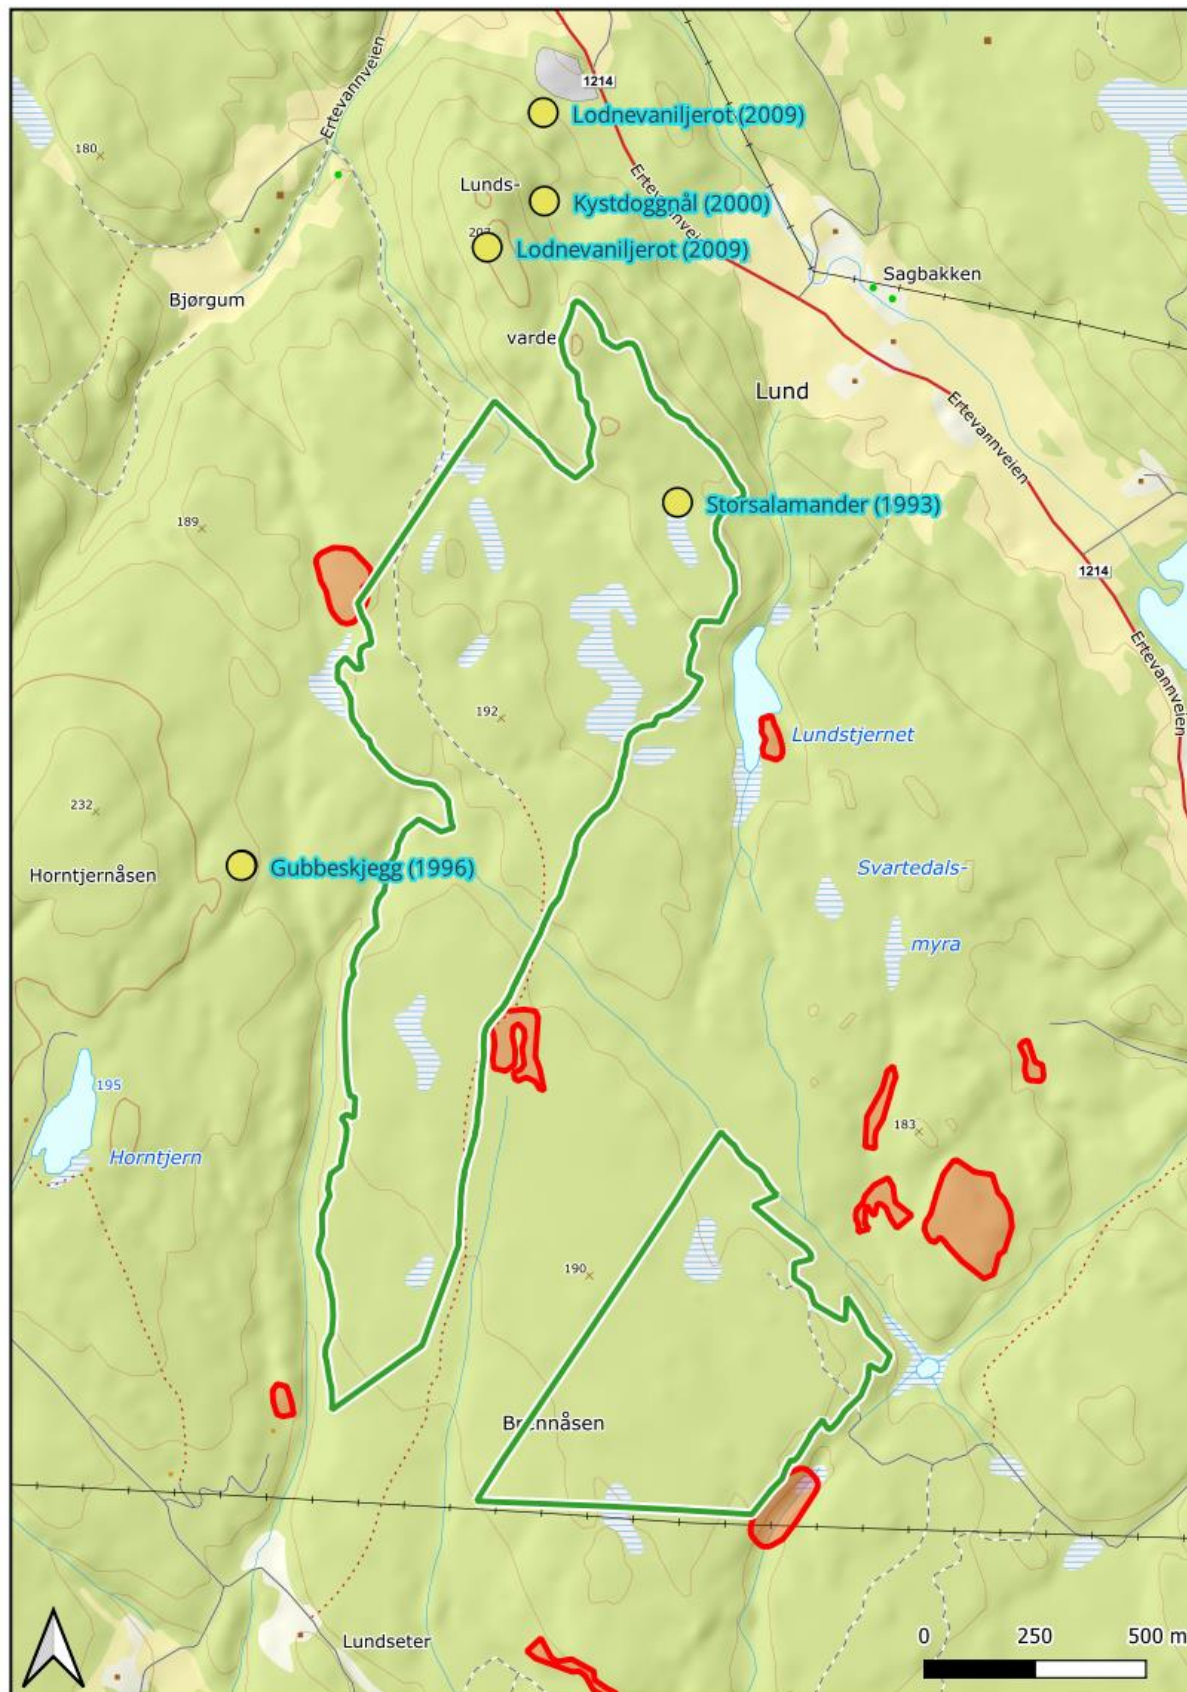 Ertevannveien
1214
Lodnevaniljerot (2009)
180
Lunds-
Kystdoggnål (2000)
Ertevannveien
Lodnevaniljerot (2009)
Sagbakken
Bjørgum
varde
Lund
Ertevannveien
Storsalamander (1993)
189
1214
Ertevannveien
192
Lundstjernet
232
Gubbeskjegg (1996)
Horntjernåsen
Svartedals-
myra
195
183
Horntjern
190
Brennåsen
Lundseter
0 250 500 m